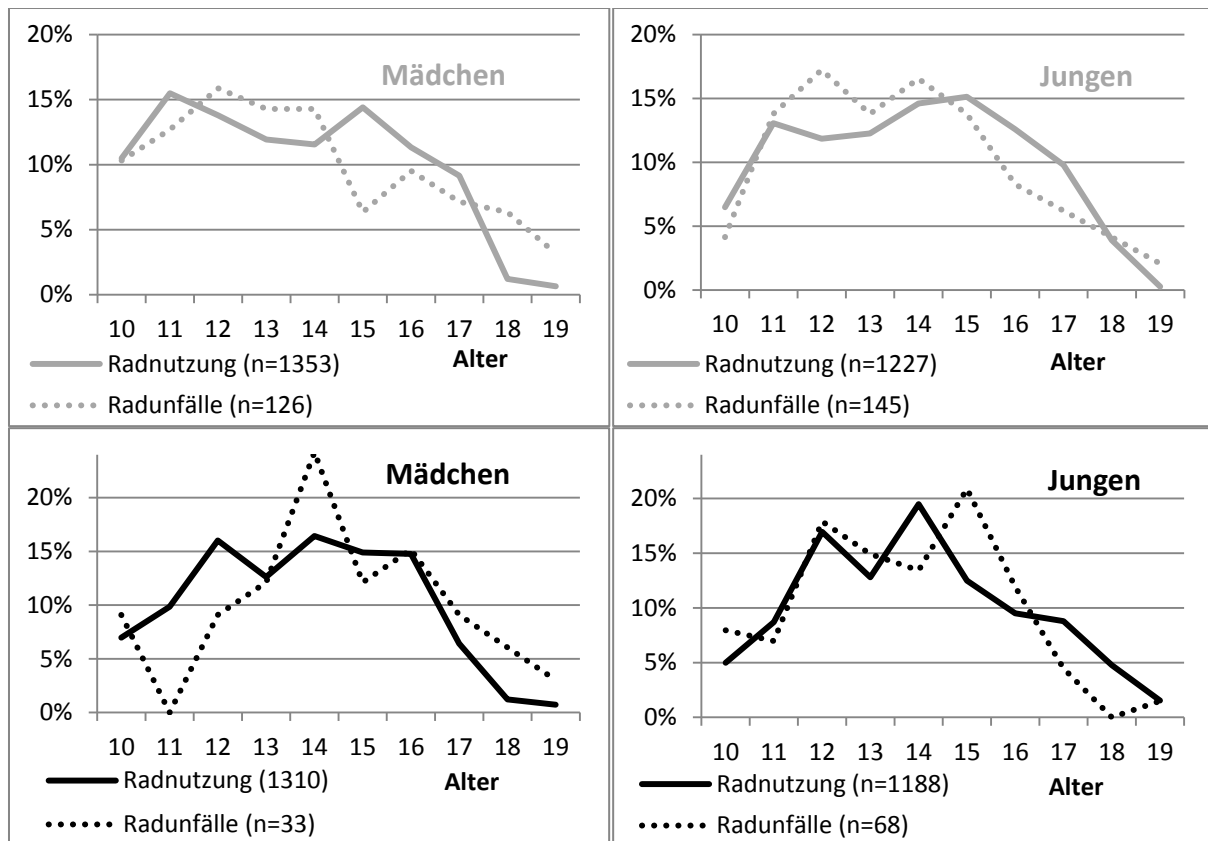 20%
15%
10%
5%
0%
Mädchen
10 11 12 13 14 15 16 17 18 19
Radnutzung (n=1353)
Alter
Radunfälle (n=126)
20%
15%
10%
5%
0%
Jungen
10 11 12 13 14 15 16 17 18 19
Radnutzung (n=1227)
Alter
Radunfälle (n=145)
20%
15%
10%
5%
0%
Mädchen
10 11 12 13 14 15 16 17 18 19
Radnutzung (1310)
Alter
Radunfälle (n=33)
20%
15%
10%
5%
0%
Jungen
10 11 12 13 14 15 16 17 18 19
Radnutzung (n=1188)
Alter
Radunfälle (n=68)